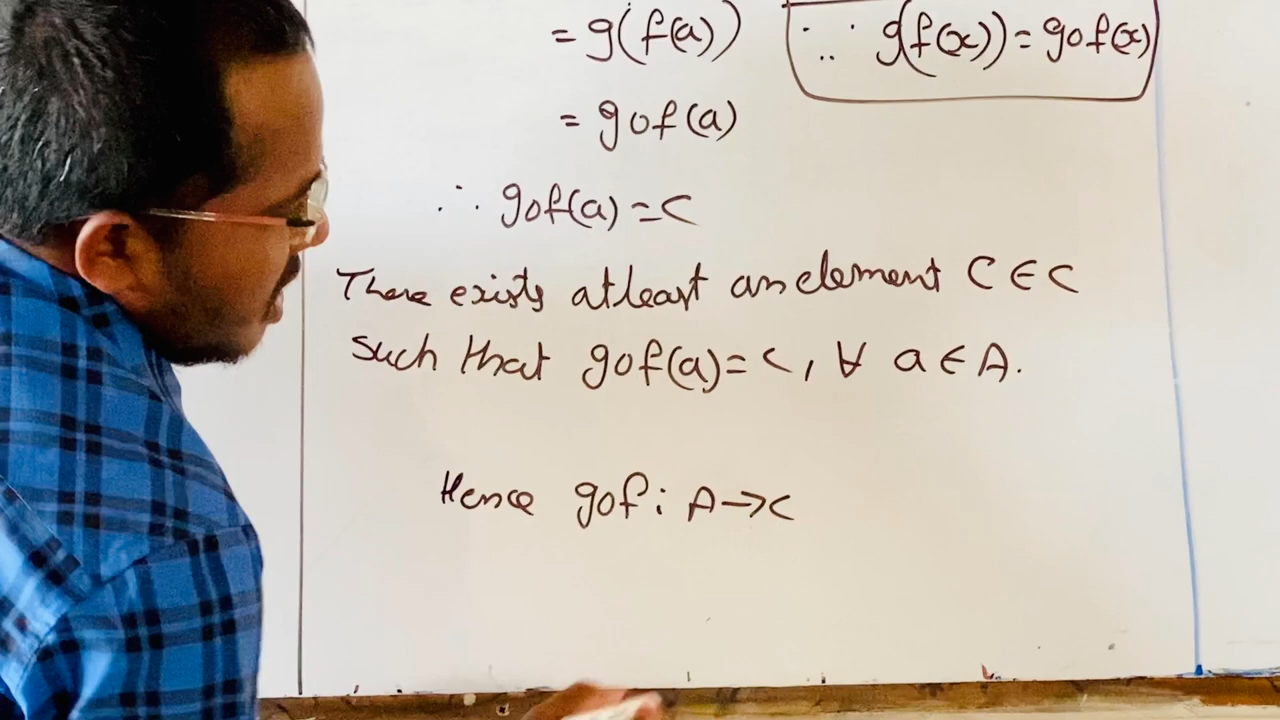 = g(f(a))
∵ g(f(x)) = gof(x)
= gof(a)
∴ gof(a) = C
There exists atleast an element C ∈ C
such that gof(a) = C, ∀ a ∈ A.
Hence gof : A → C